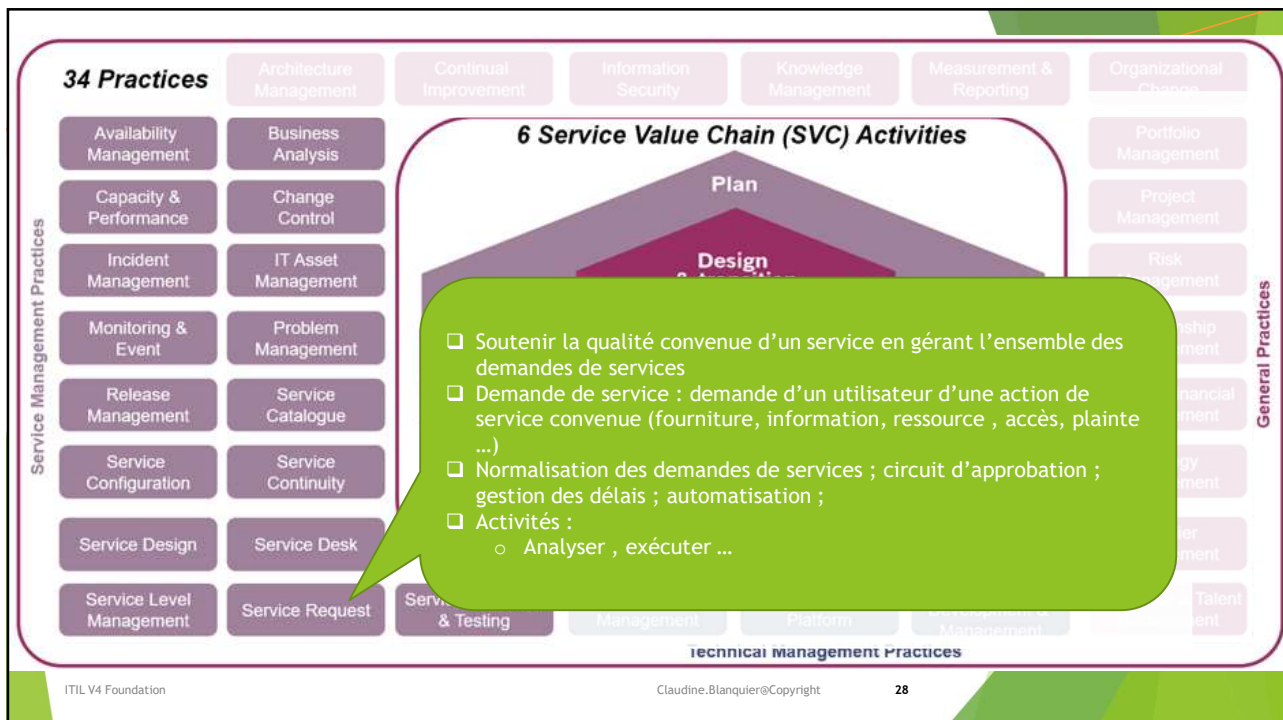 34 Practices
Architecture
Management
Continual
Improvement
Information
Security
Knowledge
Management
Measurement &
Reporting
Organizational
Change
Availability
Management
Business
Analysis
6 Service Value Chain (SVC) Activities
Portfolio
Management
Capacity &
Performance
Change
Control
Plan
Project
Management
Incident
Management
IT Asset
Management
Design
Risk
Monitoring &
Event
Problem
Management
Release
Management
Service
Catalogue
Service
Configuration
Service
Continuity
Service Design
Service Desk
Service Level
Management
Service Request
& Testing
Management
Platform
Management
Talent
Service Management Practices
General Practices
Technical Management Practices
❑ Soutenir la qualité convenue d’un service en gérant l’ensemble des
demandes de services
❑ Demande de service : demande d’un utilisateur d’une action de
service convenue (fourniture, information, ressource , accès, plainte
…)
❑ Normalisation des demandes de services ; circuit d’approbation ;
gestion des délais ; automatisation ;
❑ Activités :
o Analyser , exécuter …
ITIL V4 Foundation
Claudine.Blanquier@Copyright
28